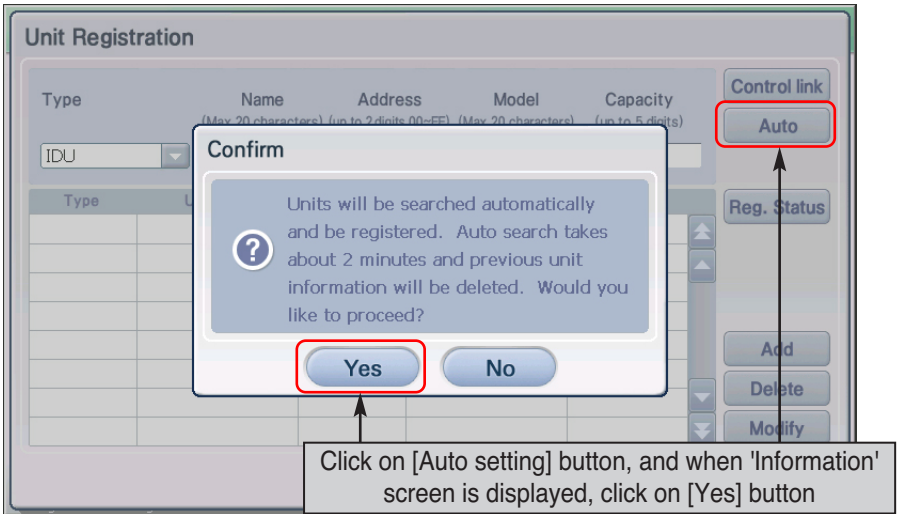 Unit Registration
Control link
Type Name Address Model Capacity
(Max 20 characters) (up to 2 digits 00~FF) (Max 20 characters) (up to 5 digits)
Auto
Confirm
IDU
Type U
Reg. Status
Units will be searched automatically
and be registered. Auto search takes
about 2 minutes and previous unit
information will be deleted. Would you
like to proceed?
?
Yes No
Add
Delete
Modify
Click on [Auto setting] button, and when 'Information'
screen is displayed, click on [Yes] button